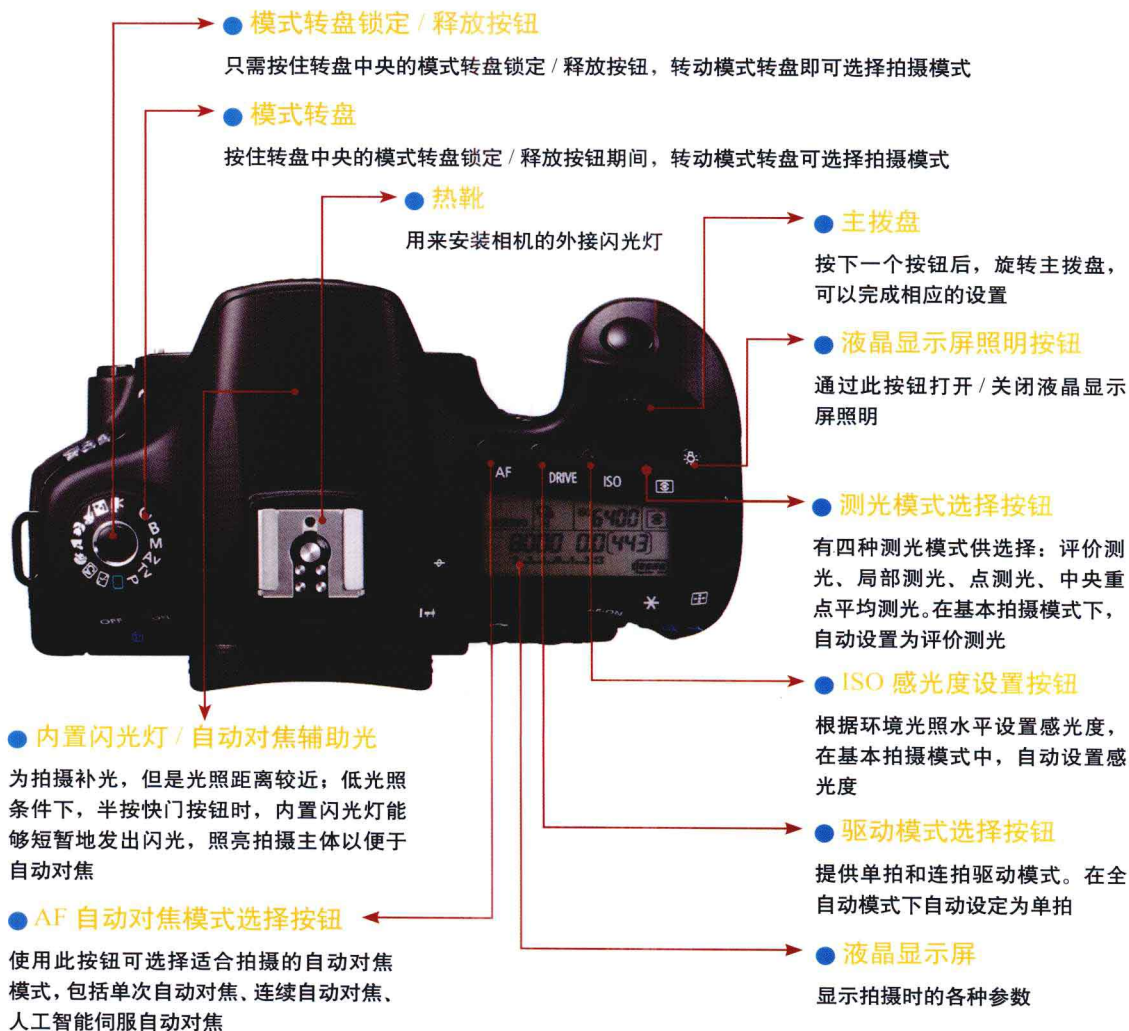 模式转盘锁定 / 释放按钮
只需按住转盘中央的模式转盘锁定 / 释放按钮，转动模式转盘即可选择拍摄模式
模式转盘
按住转盘中央的模式转盘锁定 / 释放按钮期间，转动模式转盘可选择拍摄模式
热靴
用来安装相机的外接闪光灯
主拨盘
按下一个按钮后，旋转主拨盘，
可以完成相应的设置
液晶显示屏照明按钮
通过此按钮打开 / 关闭液晶显示
屏照明
AF
DRIVE
ISO
6400
8000 0.0 [443]
B
M
Av
Tv
P
OFF
测光模式选择按钮
有四种测光模式供选择：评价测
光、局部测光、点测光、中央重
点平均测光。在基本拍摄模式下，
自动设置为评价测光
ISO 感光度设置按钮
根据环境光照水平设置感光度，
在基本拍摄模式中，自动设置感
光度
驱动模式选择按钮
提供单拍和连拍驱动模式。在全
自动模式下自动设定为单拍
液晶显示屏
显示拍摄时的各种参数
内置闪光灯 / 自动对焦辅助光
为拍摄补光，但是光照距离较近；低光照
条件下，半按快门按钮时，内置闪光灯能
够短暂地发出闪光，照亮拍摄主体以便于
自动对焦
AF 自动对焦模式选择按钮
使用此按钮可选择适合拍摄的自动对焦
模式，包括单次自动对焦、连续自动对焦、
人工智能伺服自动对焦